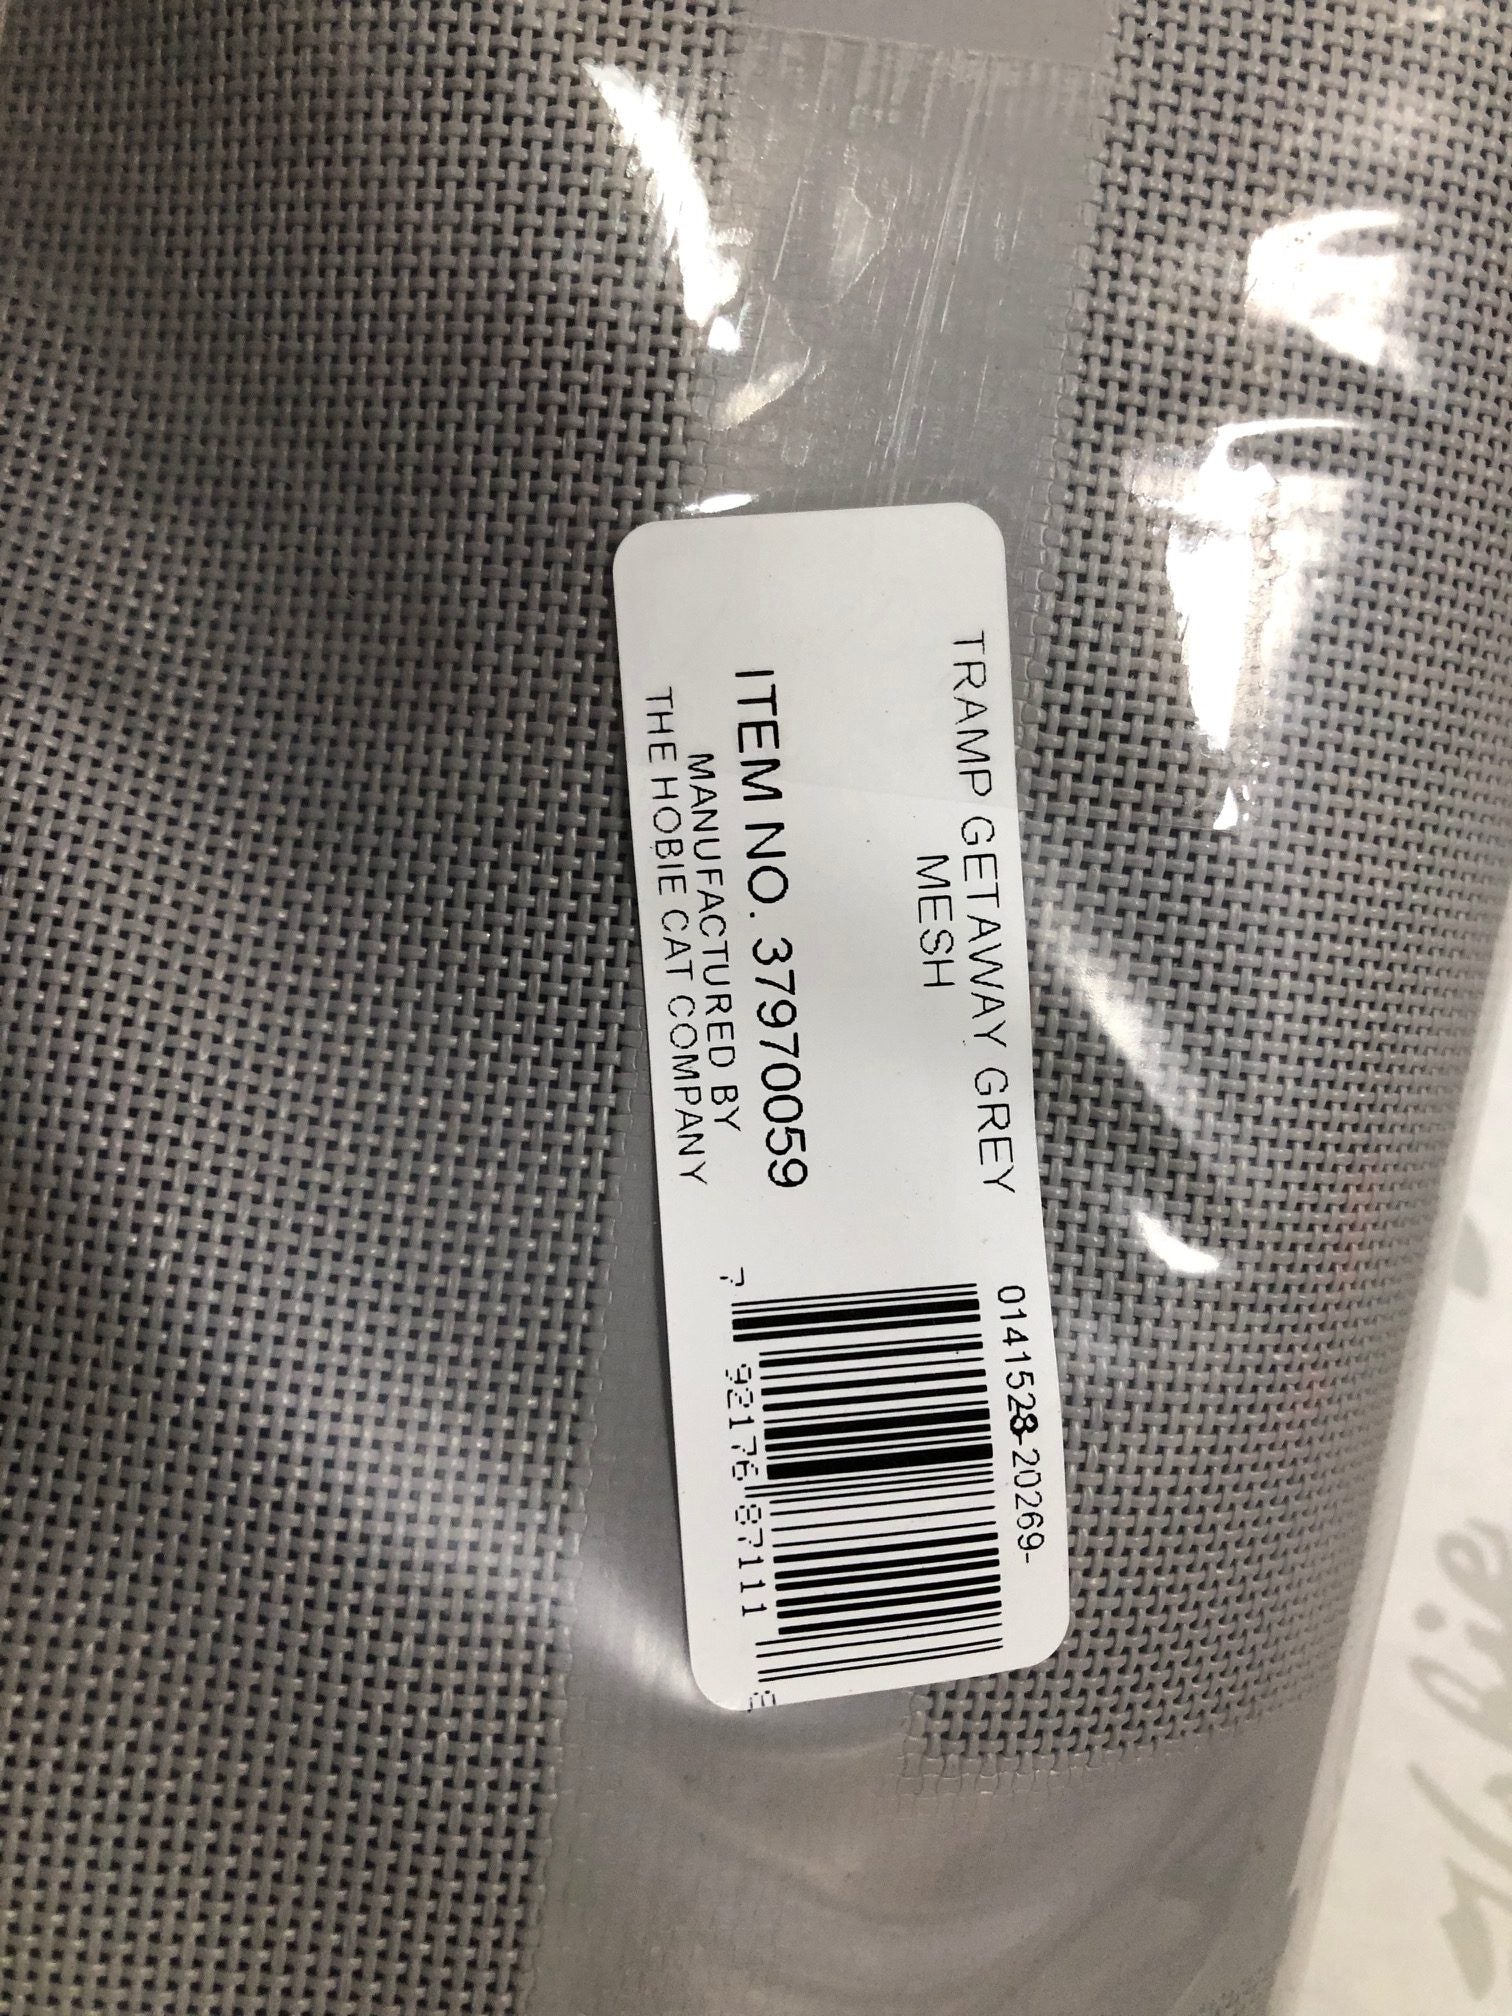 TRAMP GETAWAY GREY
MESH
ITEM NO. 37970059
MANUFACTURED BY
THE HOBIE CAT COMPANY
0141528-20269-
7 92176 87111